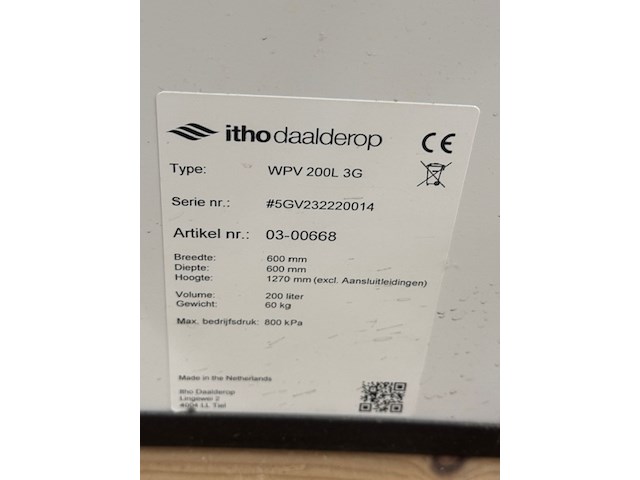 itho daalderop
CE
Type: WPV 200L 3G
Serie nr.: #5GV232220014
Artikel nr.: 03-00668
Breedte: 600 mm
Diepte: 600 mm
Hoogte: 1270 mm (excl. Aansluitleidingen)
Volume: 200 liter
Gewicht: 60 kg
Max. bedrijfsdruk: 800 kPa
Made in the Netherlands
Itho Daalderop
Lingewei 2
4004 LL Tiel